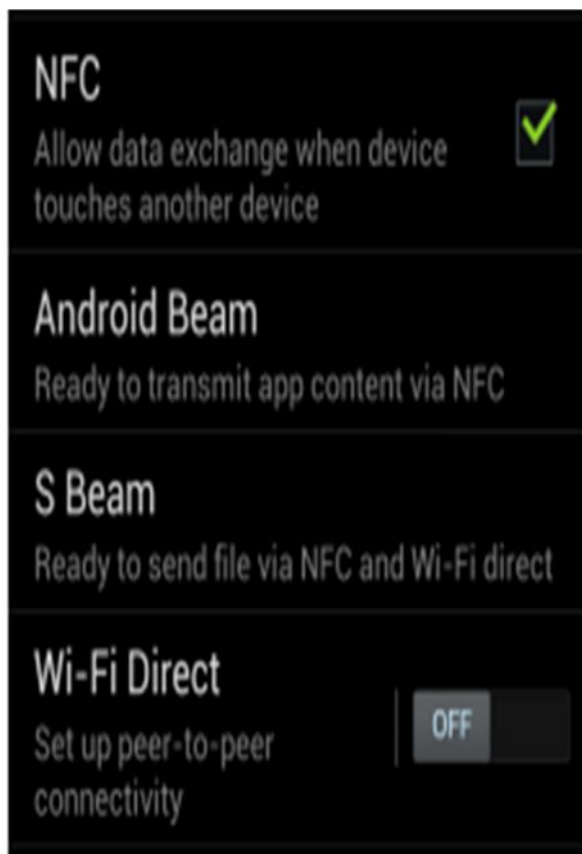 NFC
Allow data exchange when device
touches another device
Android Beam
Ready to transmit app content via NFC
S Beam
Ready to send file via NFC and Wi-Fi direct
Wi-Fi Direct
OFF
Set up peer-to-peer
connectivity